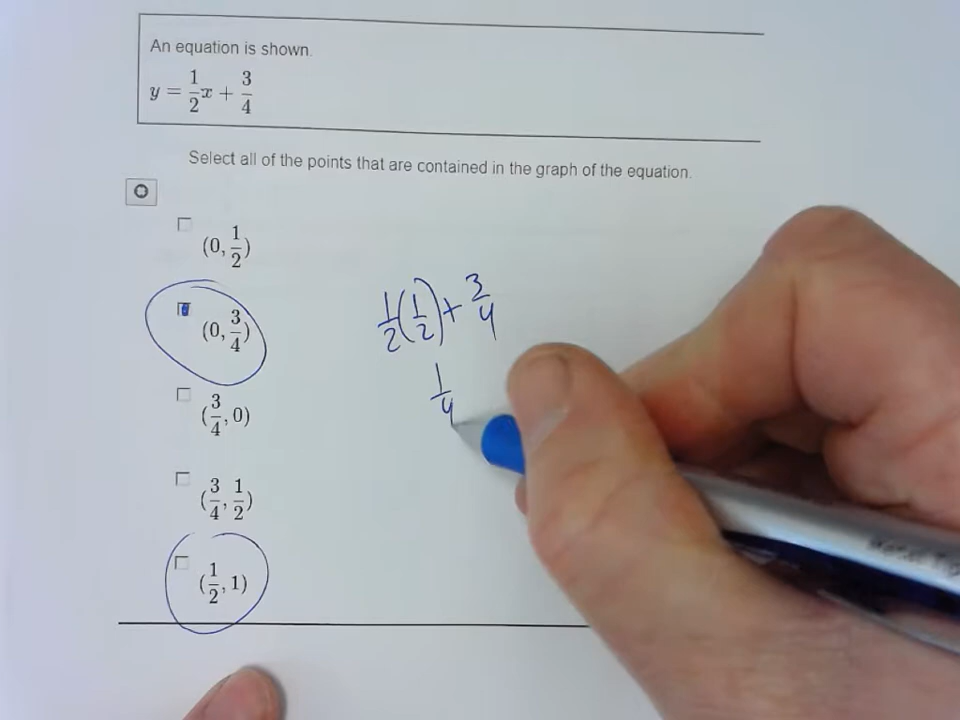 An equation is shown.
y = 1/2 x + 3/4
Select all of the points that are contained in the graph of the equation.
(0, 1/2)
(0, 3/4)
(3/4, 0)
(3/4, 1/2)
(1/2, 1)
1/2(1/2) + 3/4
1/4